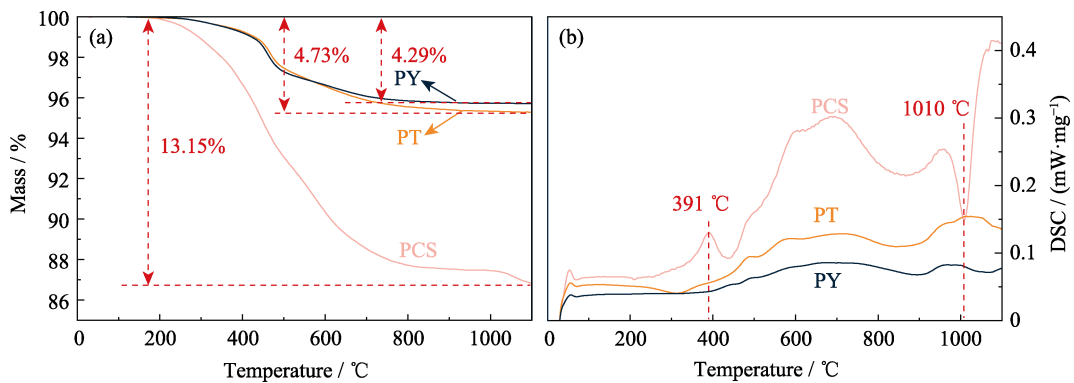 (a)
100
98
96
94
92
90
88
86
Mass / %
13.15%
4.73%
4.29%
PY
PT
PCS
0
200
400
600
800
1000
Temperature / ℃
(b)
PCS
391 ℃
1010 ℃
PT
PY
0.4
0.3
0.2
0.1
0
DSC / (mW·mg⁻¹)
0
200
400
600
800
1000
Temperature / ℃